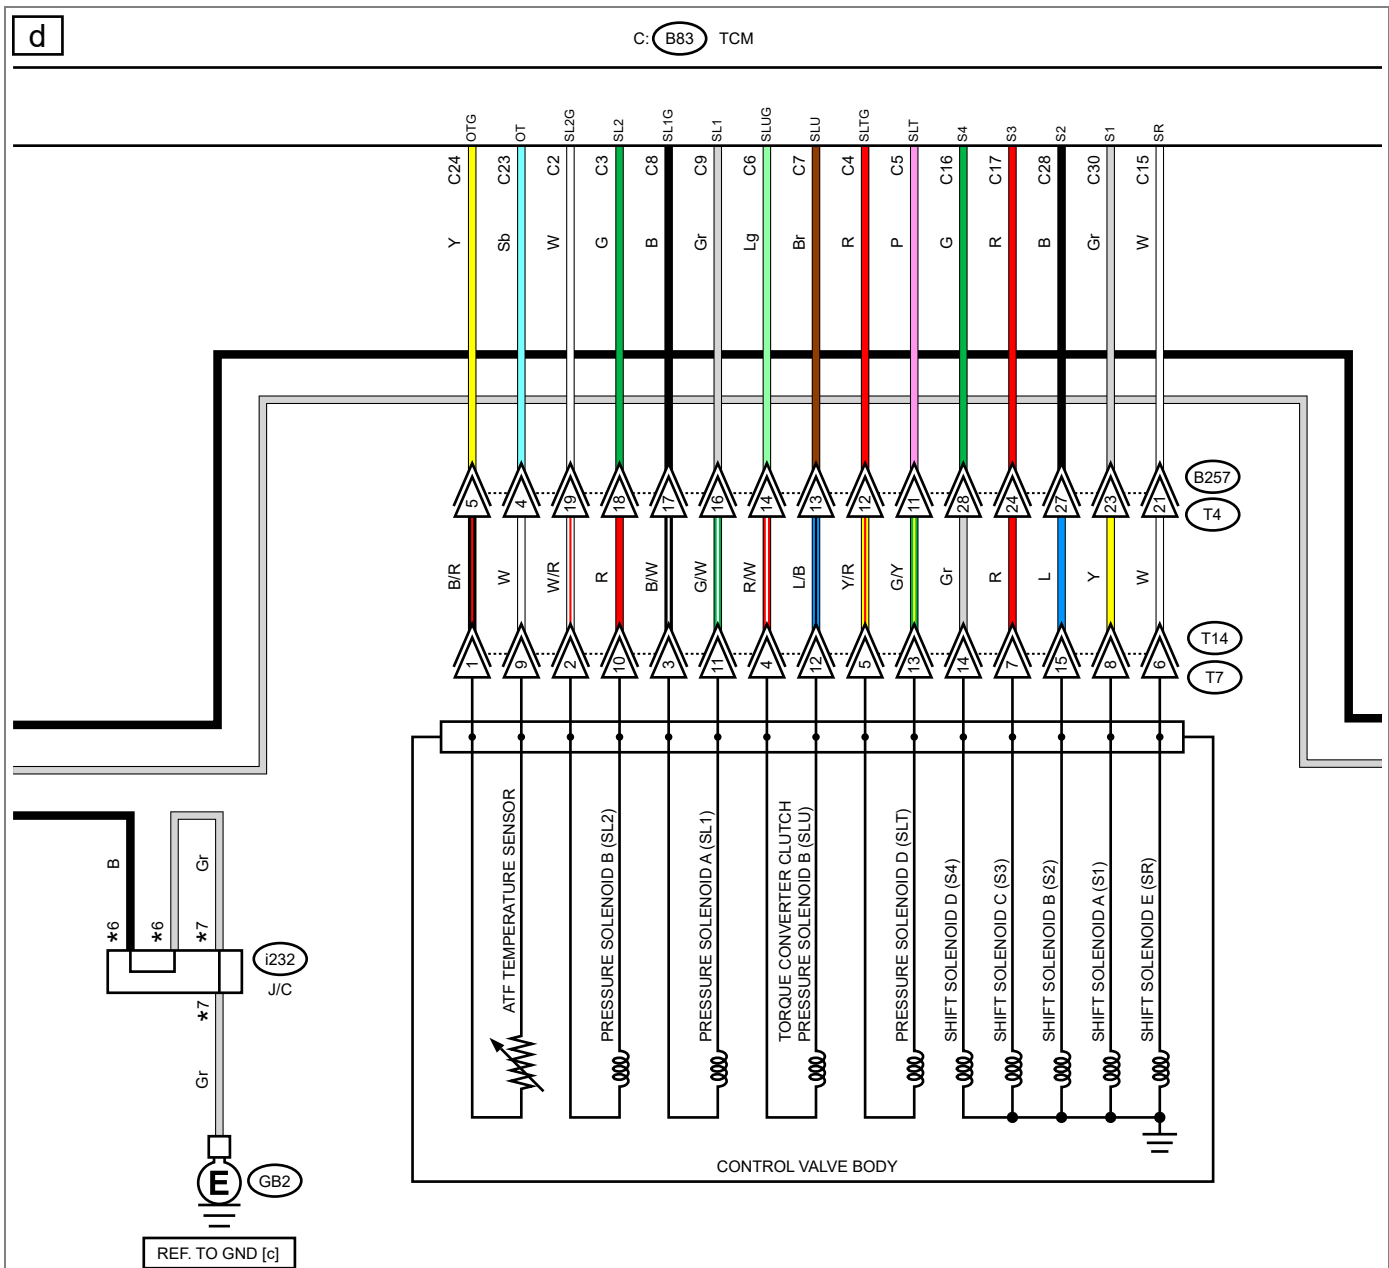 d
C: B83 TCM
OTG OT SL2G SL2 SL1G SL1 SLUG SLU SLTG SLT S4 S3 S2 S1 SR
C24 C23 C2 C3 C8 C9 C6 C7 C4 C5 C16 C17 C28 C30 C15
Y Sb W G B Gr Lg Br R P G R B Gr W
B257
5 4 19 18 17 16 14 13 12 11 28 24 27 23 21
T4
B/R W W/R R B/W G/W R/W L/B Y/R G/Y Gr R L Y W
T14
1 9 2 10 3 11 4 12 5 13 14 7 15 8 6
T7
ATF TEMPERATURE SENSOR
PRESSURE SOLENOID B (SL2)
PRESSURE SOLENOID A (SL1)
TORQUE CONVERTER CLUTCH
PRESSURE SOLENOID B (SLU)
PRESSURE SOLENOID D (SLT)
SHIFT SOLENOID D (S4)
SHIFT SOLENOID C (S3)
SHIFT SOLENOID B (S2)
SHIFT SOLENOID A (S1)
SHIFT SOLENOID E (SR)
CONTROL VALVE BODY
B Gr
*6 *6 *7
i232
J/C
*7
Gr
E GB2
REF. TO GND [c]